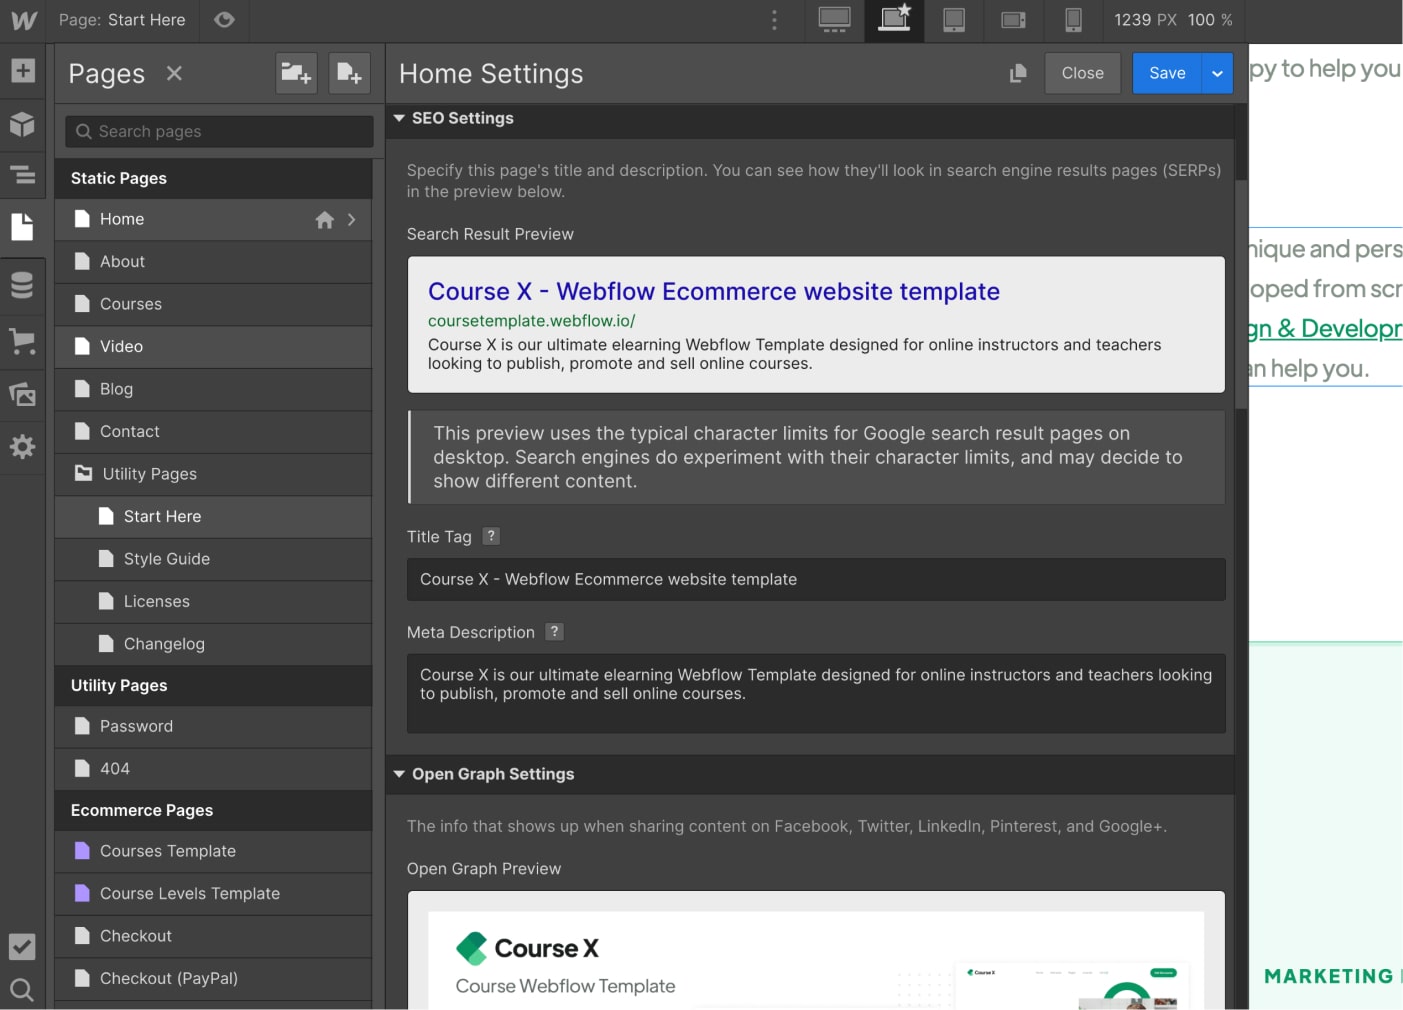 Page: Start Here
1239 PX 100 %
Pages
Search pages
Static Pages
Home
About
Courses
Video
Blog
Contact
Utility Pages
Start Here
Style Guide
Licenses
Changelog
Utility Pages
Password
404
Ecommerce Pages
Courses Template
Course Levels Template
Checkout
Checkout (PayPal)
Home Settings
Close
Save
SEO Settings
Specify this page's title and description. You can see how they'll look in search engine results pages (SERPs)
in the preview below.
Search Result Preview
Course X - Webflow Ecommerce website template
coursetemplate.webflow.io/
Course X is our ultimate elearning Webflow Template designed for online instructors and teachers
looking to publish, promote and sell online courses.
This preview uses the typical character limits for Google search result pages on
desktop. Search engines do experiment with their character limits, and may decide to
show different content.
Title Tag ?
Course X - Webflow Ecommerce website template
Meta Description ?
Course X is our ultimate elearning Webflow Template designed for online instructors and teachers looking
to publish, promote and sell online courses.
Open Graph Settings
The info that shows up when sharing content on Facebook, Twitter, LinkedIn, Pinterest, and Google+.
Open Graph Preview
Course X
Course Webflow Template
Course X
py to help you
nique and pers
oped from scr
gn & Developr
an help you.
MARKETING